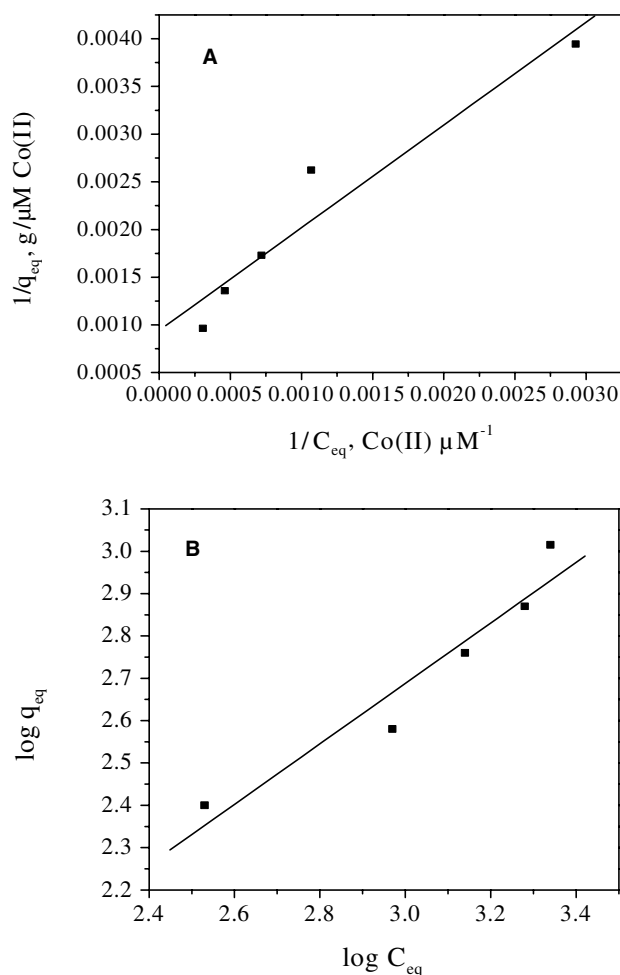 A
0.0040
0.0035
0.0030
0.0025
0.0020
0.0015
0.0010
0.0005
1/q_eq, g/μM Co(II)
0.0000 0.0005 0.0010 0.0015 0.0020 0.0025 0.0030
1/C_eq, Co(II) μM^-1
B
3.1
3.0
2.9
2.8
2.7
2.6
2.5
2.4
2.3
2.2
log q_eq
2.4 2.6 2.8 3.0 3.2 3.4
log C_eq